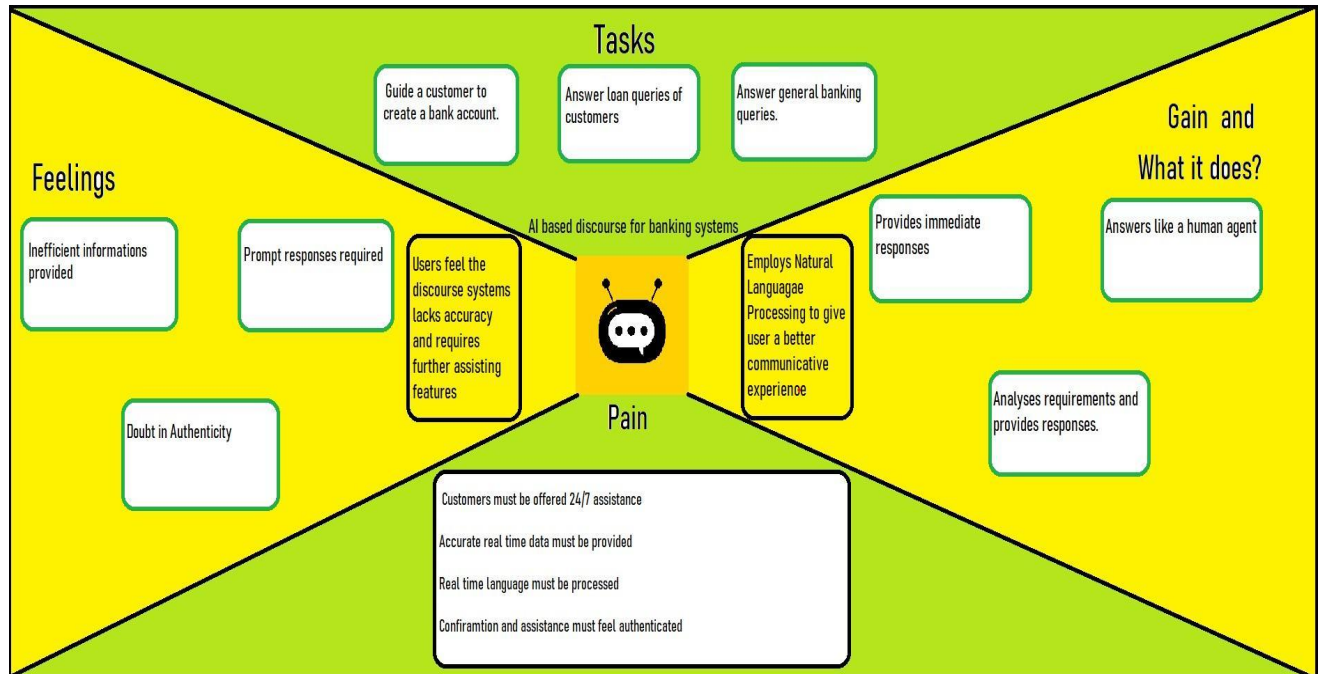 Tasks
Guide a customer to
create a bank account.
Answer loan queries of
customers
Answer general banking
queries.
Gain and
What it does?
Feelings
Inefficient informations
provided
Prompt responses required
Doubt in Authenticity
Users feel the
discourse systems
lacks accuracy
and requires
further assisting
features
AI based discourse for banking systems
Employs Natural
Languagae
Processing to give
user a better
communicative
experience
Provides immediate
responses
Answers like a human agent
Analyses requirements and
provides responses.
Pain
Customers must be offered 24/7 assistance
Accurate real time data must be provided
Real time language must be processed
Confiramtion and assistance must feel authenticated